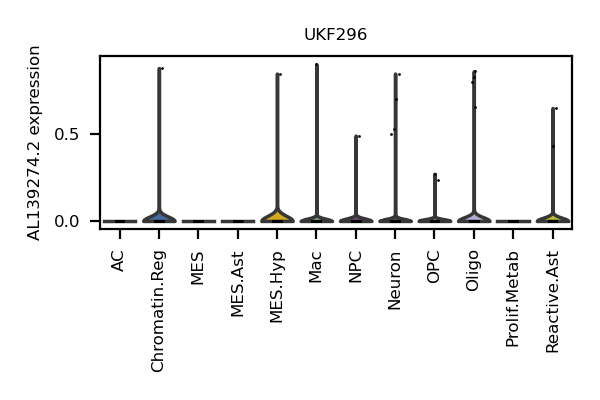 UKF296
AL139274.2 expression
0.5
0.0
AC
Chromatin.Reg
MES
MES.Ast
MES.Hyp
Mac
NPC
Neuron
OPC
Oligo
Prolif.Metab
Reactive.Ast